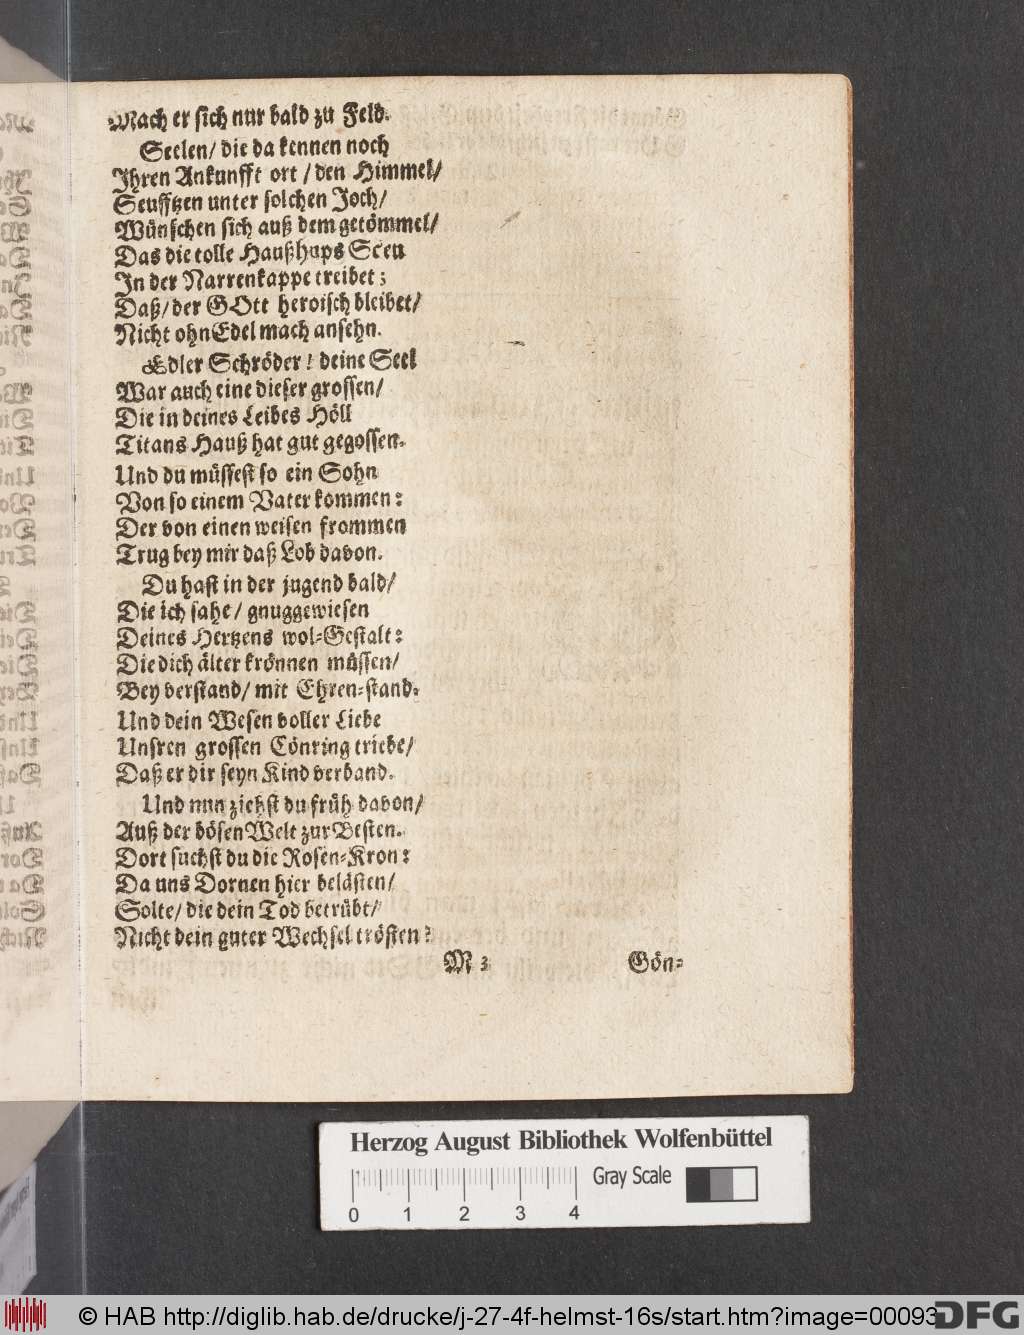 Mach er sich nur bald zu Feld.
Seelen/ die da kennen noch
Ihren Ankunfft ort / den Himmel/
Seufftzen unter solchen Joch/
Wünschen sich auß dem getömmel/
Das die tolle Haußhaps Sceu
In der Narrenkappe treibet;
Daß/ der GOtt heroisch bleibet/
Nicht ohn Edel mach ansehn.
Edler Schröder! deine Seel
War auch eine dieser grossen/
Die in deines Leibes Höll
Titans Hauß hat gut gegossen.
Und du müssest so ein Sohn
Von so einem Vater kommen:
Der von einen weisen frommen
Trug bey mir daß Lob davon.
Du hast in der jugend bald/
Die ich sahe/ gnuggewiesen
Deines Hertzens wol-Gestalt:
Die dich älter krönnen müssen/
Bey verstand/ mit Ehren-stand.
Und dein Wesen voller Liebe
Unsren grossen Cönring triebe/
Daß er dir seyn Kind verband.
Und nun ziehst du früh davon/
Auß der bösen Welt zur Besten.
Dort suchst du die Rosen-Kron:
Da uns Dornen hier belästen/
Solte/ die dein Tod betrübt/
Nicht dein guter Wechsel trösten?
M 3 Gön-
Herzog August Bibliothek Wolfenbüttel
Gray Scale
0 1 2 3 4
© HAB http://diglib.hab.de/drucke/j-27-4f-helmst-16s/start.htm?image=00093
DFG